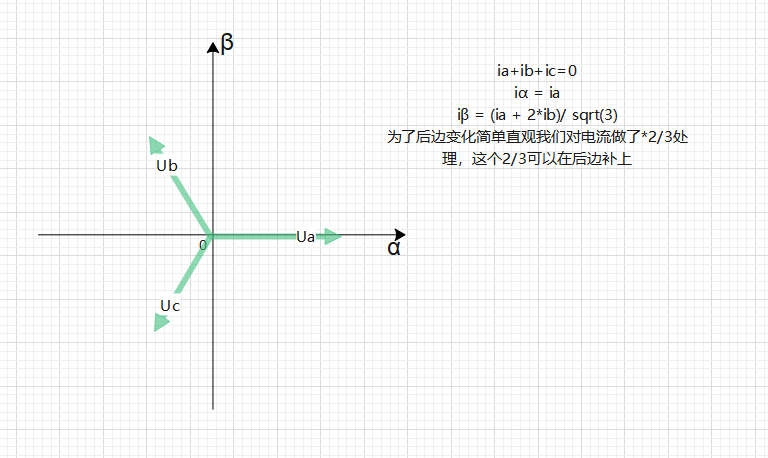 β
ia+ib+ic=0
iα = ia
iβ = (ia + 2*ib)/ sqrt(3)
为了后边变化简单直观我们对电流做了*2/3处
理，这个2/3可以在后边补上
Ub
Ua
0
α
Uc